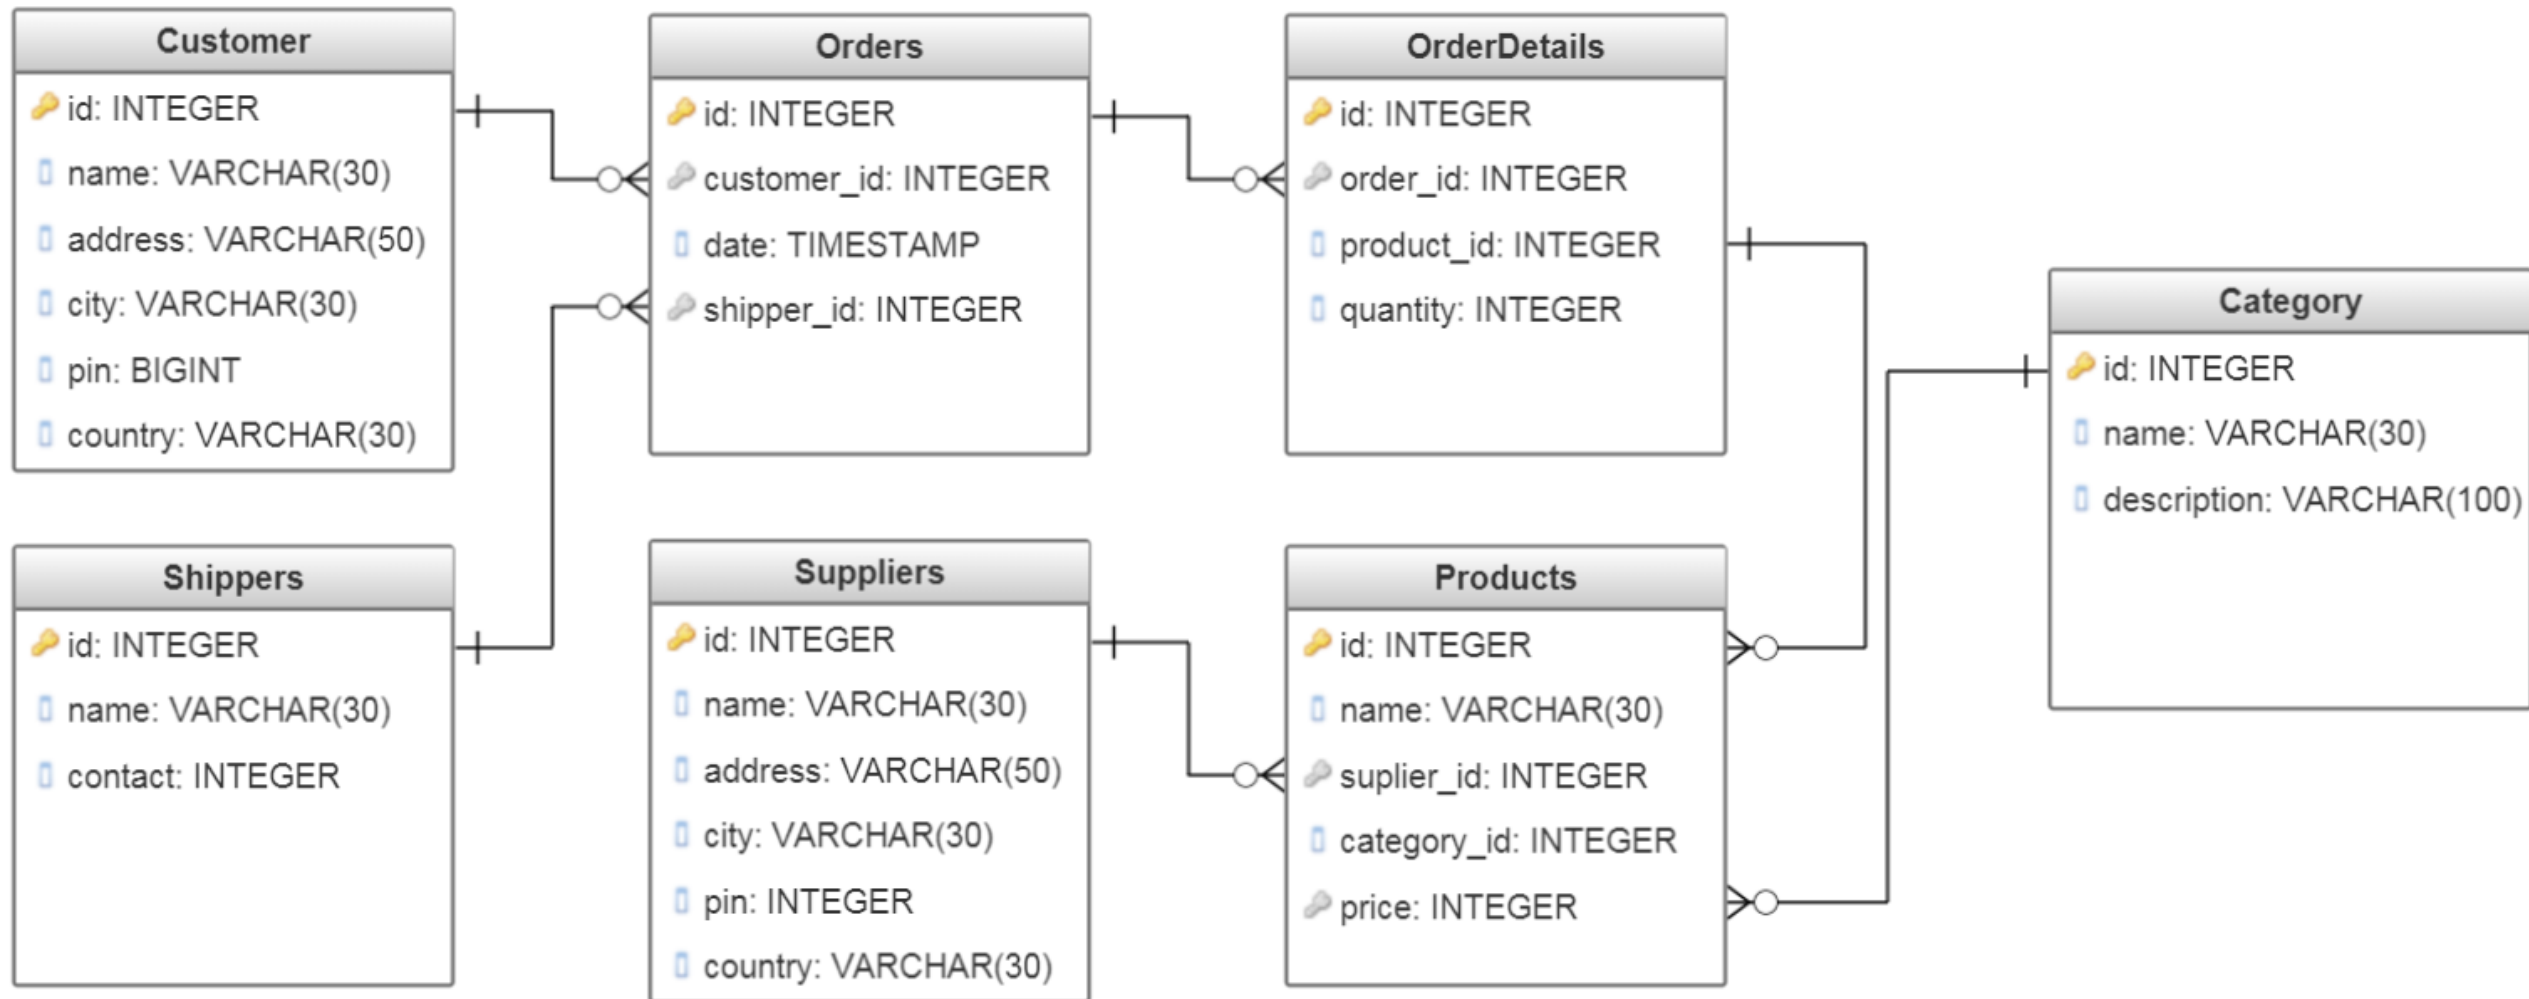 Customer
id: INTEGER
name: VARCHAR(30)
address: VARCHAR(50)
city: VARCHAR(30)
pin: BIGINT
country: VARCHAR(30)
Orders
id: INTEGER
customer_id: INTEGER
date: TIMESTAMP
shipper_id: INTEGER
OrderDetails
id: INTEGER
order_id: INTEGER
product_id: INTEGER
quantity: INTEGER
Category
id: INTEGER
name: VARCHAR(30)
description: VARCHAR(100)
Shippers
id: INTEGER
name: VARCHAR(30)
contact: INTEGER
Suppliers
id: INTEGER
name: VARCHAR(30)
address: VARCHAR(50)
city: VARCHAR(30)
pin: INTEGER
country: VARCHAR(30)
Products
id: INTEGER
name: VARCHAR(30)
suplier_id: INTEGER
category_id: INTEGER
price: INTEGER